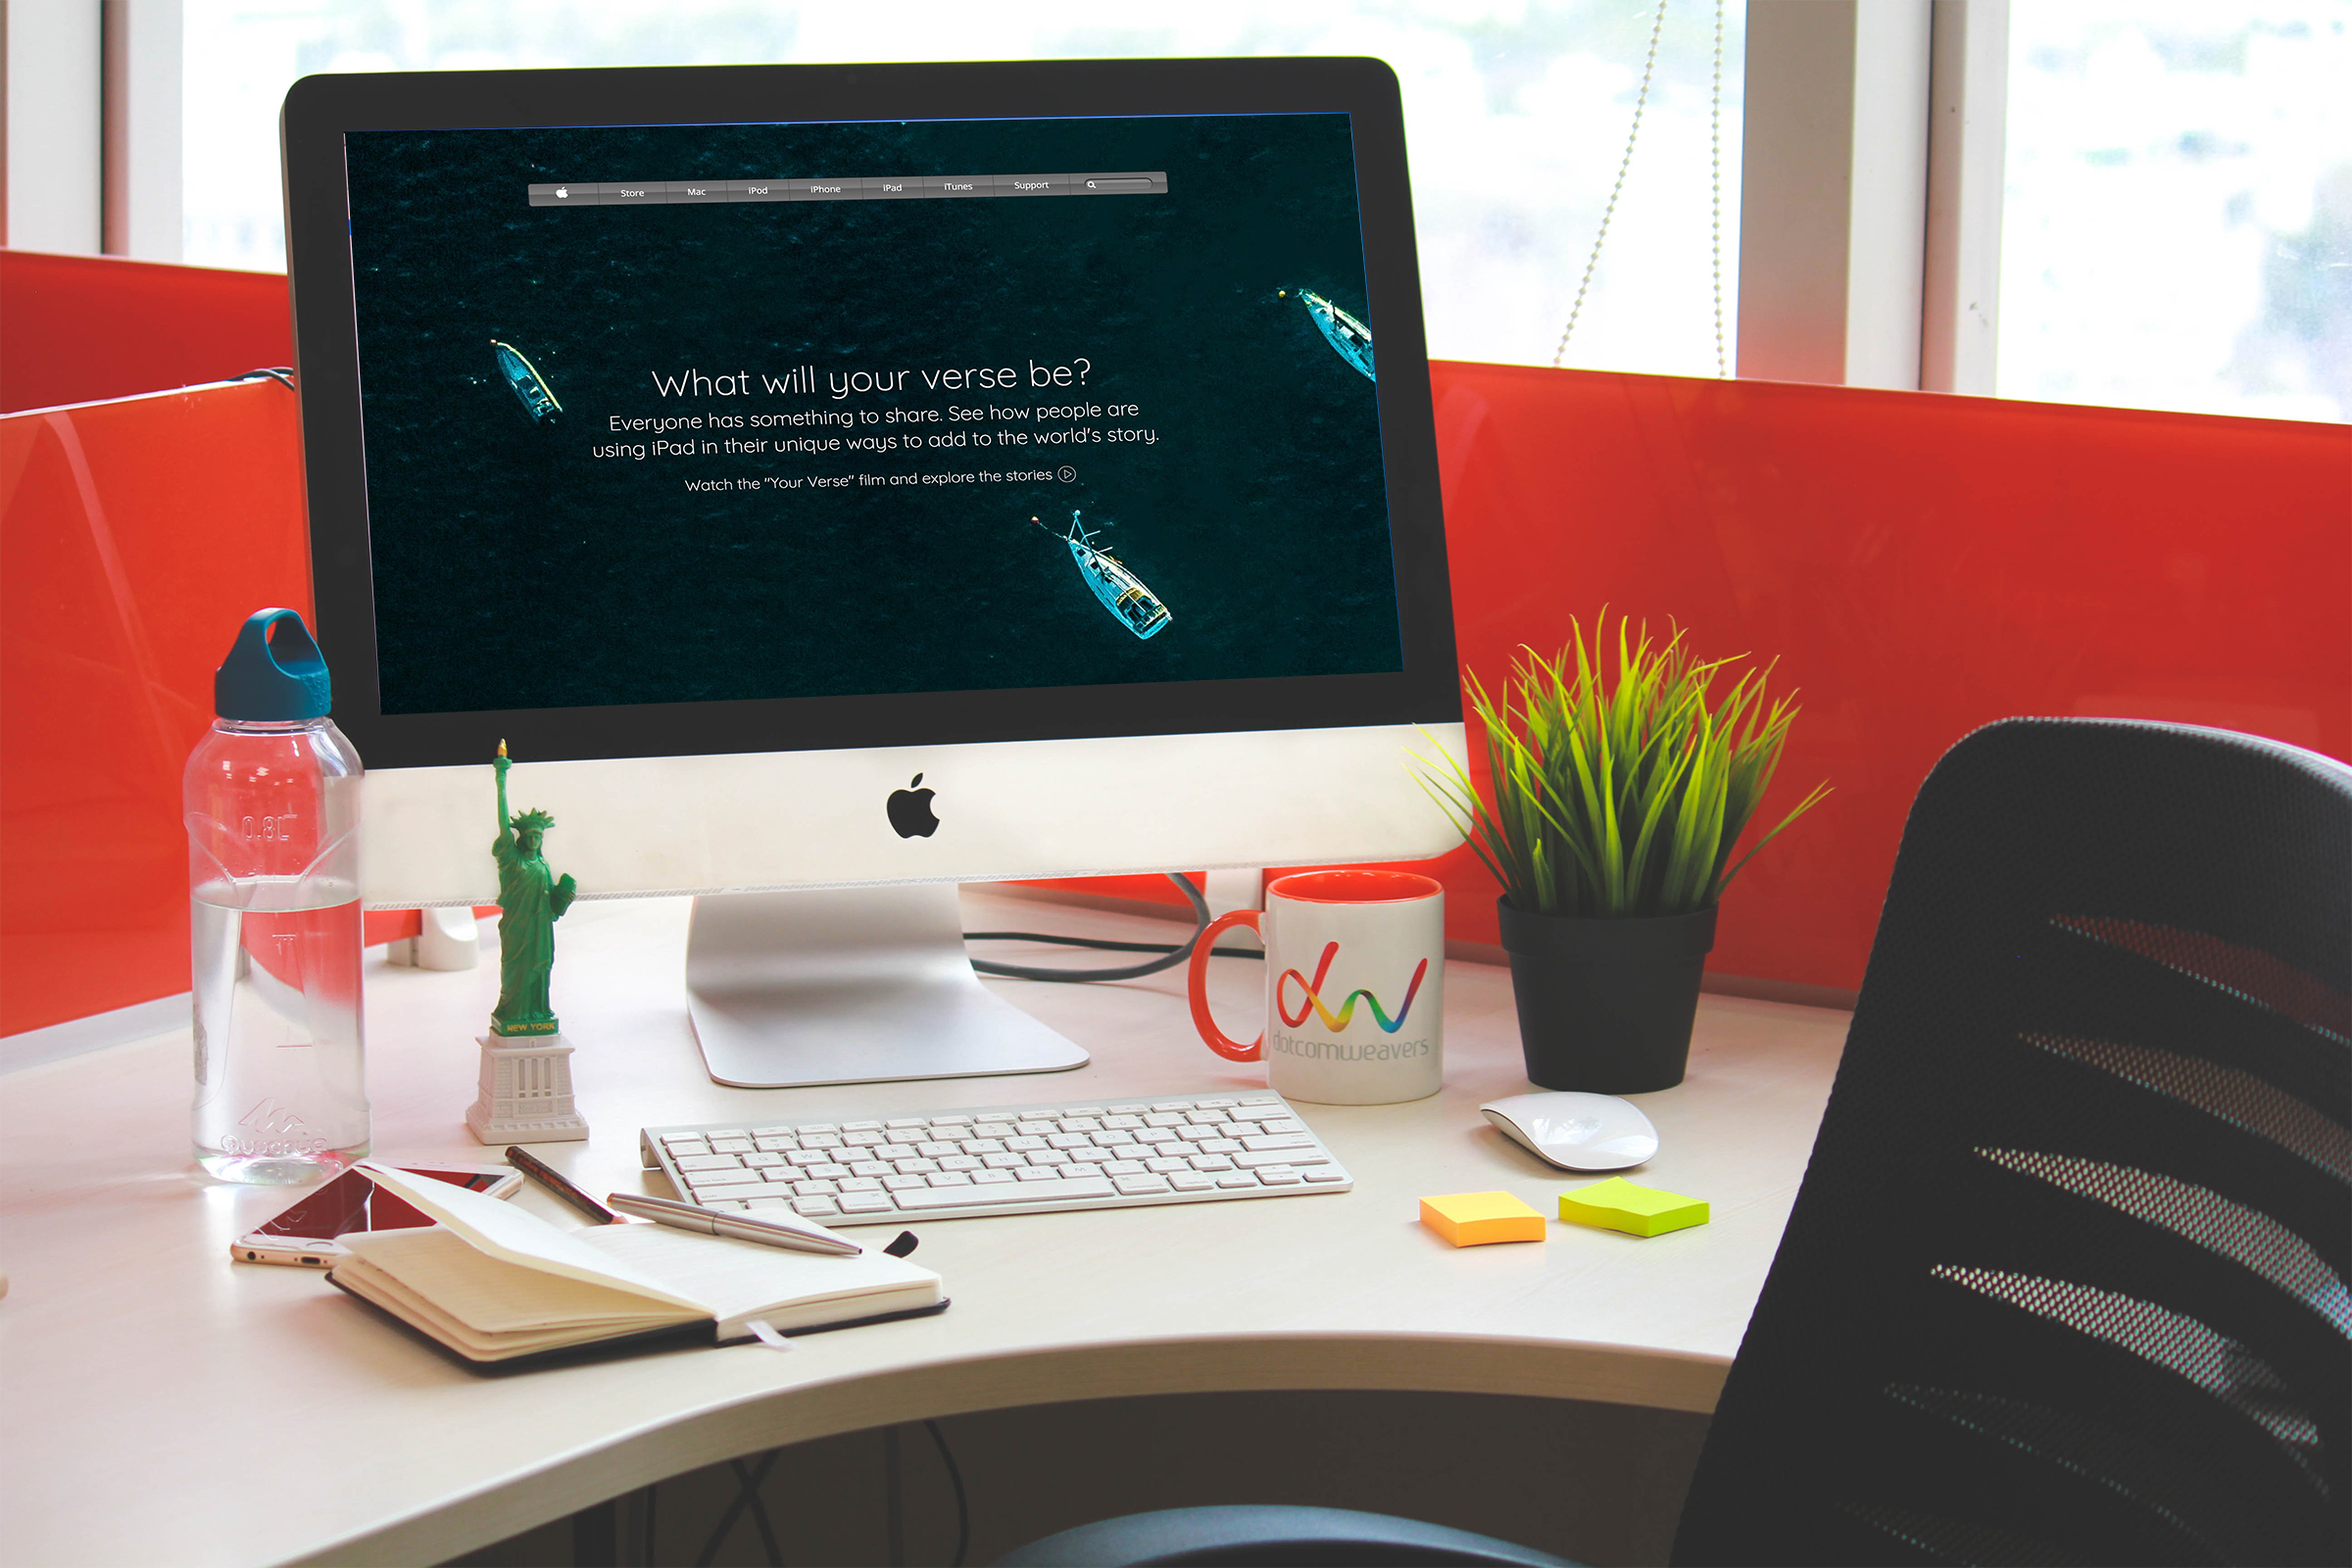 Store Mac iPod iPhone iPad iTunes Support
What will your verse be?
Everyone has something to share. See how people are
using iPad in their unique ways to add to the world's story.
Watch the "Your Verse" film and explore the stories
0.8L
NEW YORK
dw
dotcomweavers
Quechua